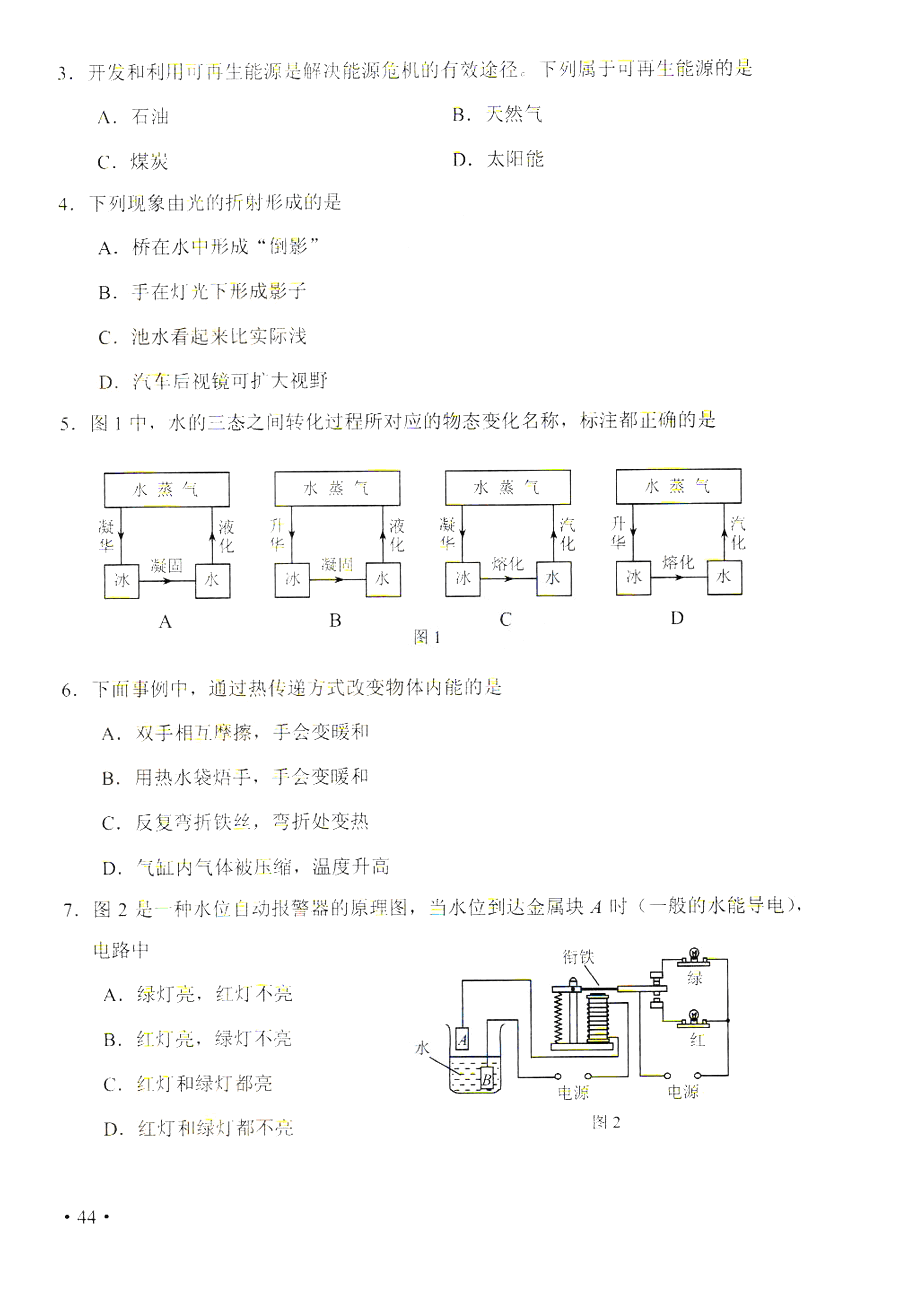 3. 开发和利用可再生能源是解决能源危机的有效途径。下列属于可再生能源的是
A. 石油 B. 天然气
C. 煤炭 D. 太阳能
4. 下列现象由光的折射形成的是
A. 桥在水中形成“倒影”
B. 手在灯光下形成影子
C. 池水看起来比实际浅
D. 汽车后视镜可扩大视野
5. 图1中，水的三态之间转化过程所对应的物态变化名称，标注都正确的是
水蒸气 水蒸气 水蒸气 水蒸气
凝华 液化 升华 液化 凝华 汽化 升华 汽化
冰 凝固 水 冰 凝固 水 冰 熔化 水 冰 熔化 水
A B C D
图1
6. 下面事例中，通过热传递方式改变物体内能的是
A. 双手相互摩擦，手会变暖和
B. 用热水袋焐手，手会变暖和
C. 反复弯折铁丝，弯折处变热
D. 气缸内气体被压缩，温度升高
7. 图2是一种水位自动报警器的原理图，当水位到达金属块A时（一般的水能导电），
电路中
A. 绿灯亮，红灯不亮
B. 红灯亮，绿灯不亮
C. 红灯和绿灯都亮
D. 红灯和绿灯都不亮
衔铁
绿
红
水
A
B
电源 电源
图2
·44·